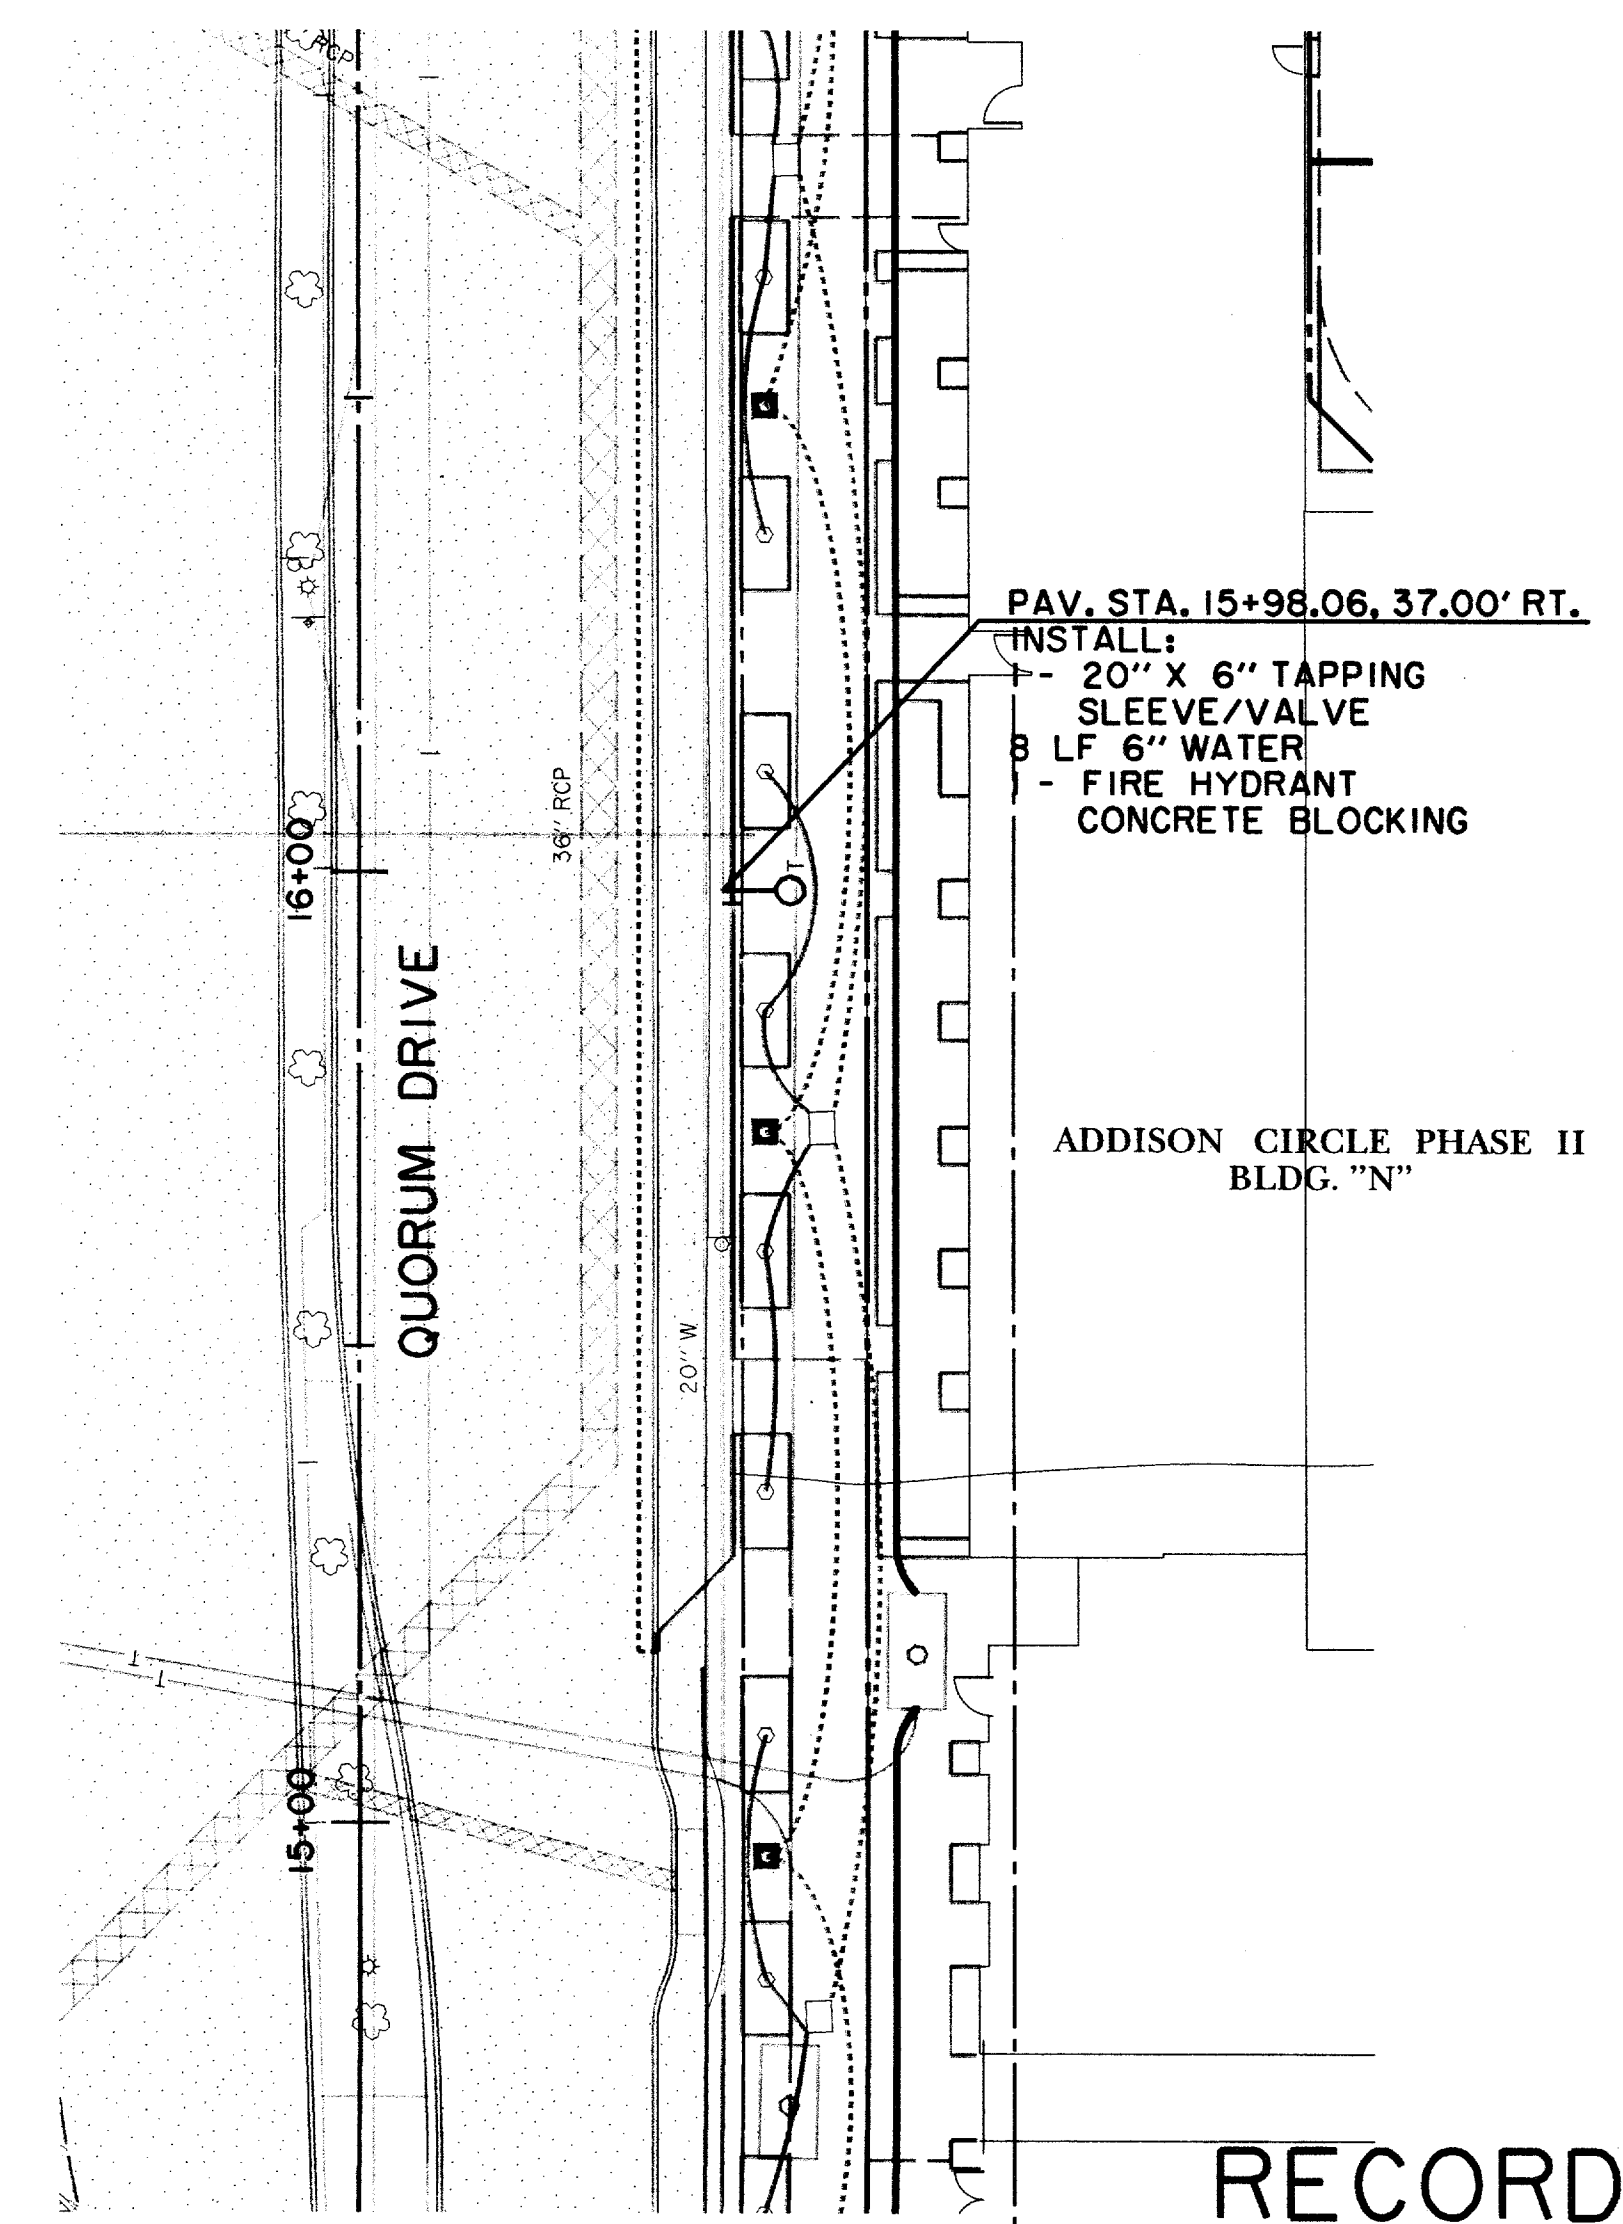 RCP
PAV. STA. 15+98.06, 37.00' RT.
INSTALL:
1 - 20" X 6" TAPPING
SLEEVE/VALVE
8 LF 6" WATER
1 - FIRE HYDRANT
CONCRETE BLOCKING
36" RCP
16+00
QUORUM DRIVE
ADDISON CIRCLE PHASE II
BLDG. "N"
20" W
15+00
RECORD